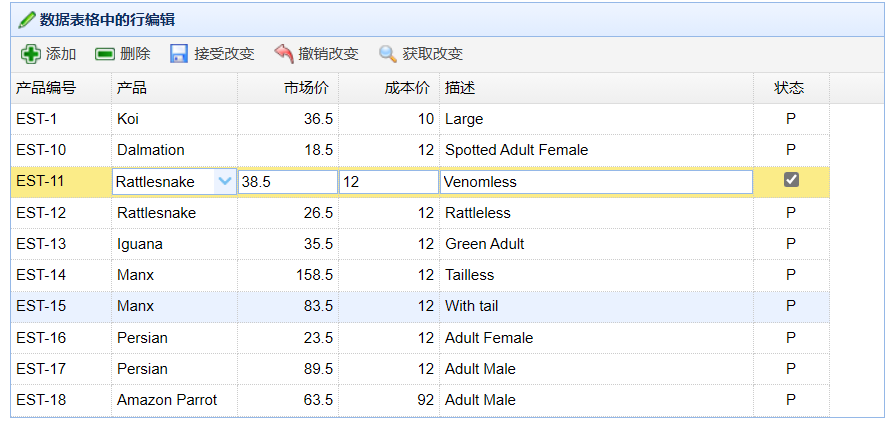 数据表格中的行编辑
添加 删除 接受改变 撤销改变 获取改变
产品编号 产品 市场价 成本价 描述 状态
EST-1 Koi 36.5 10 Large P
EST-10 Dalmation 18.5 12 Spotted Adult Female P
EST-11 Rattlesnake 38.5 12 Venomless
EST-12 Rattlesnake 26.5 12 Rattleless P
EST-13 Iguana 35.5 12 Green Adult P
EST-14 Manx 158.5 12 Tailless P
EST-15 Manx 83.5 12 With tail P
EST-16 Persian 23.5 12 Adult Female P
EST-17 Persian 89.5 12 Adult Male P
EST-18 Amazon Parrot 63.5 92 Adult Male P